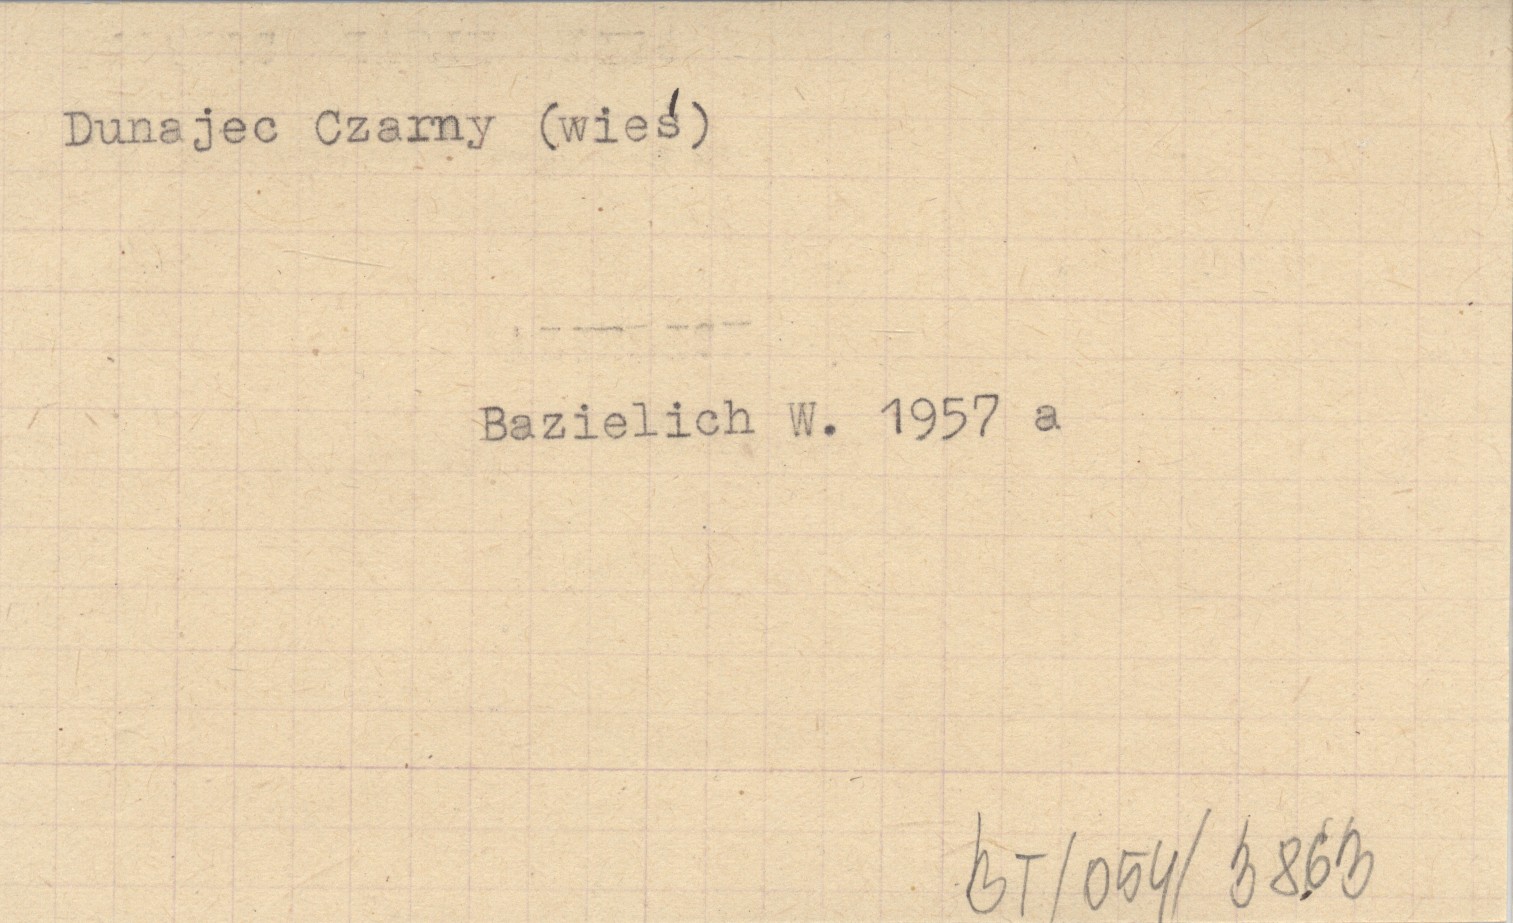 Dunajec Czarny (wieś)
Bazielich W. 1957 a
BT/054/3863